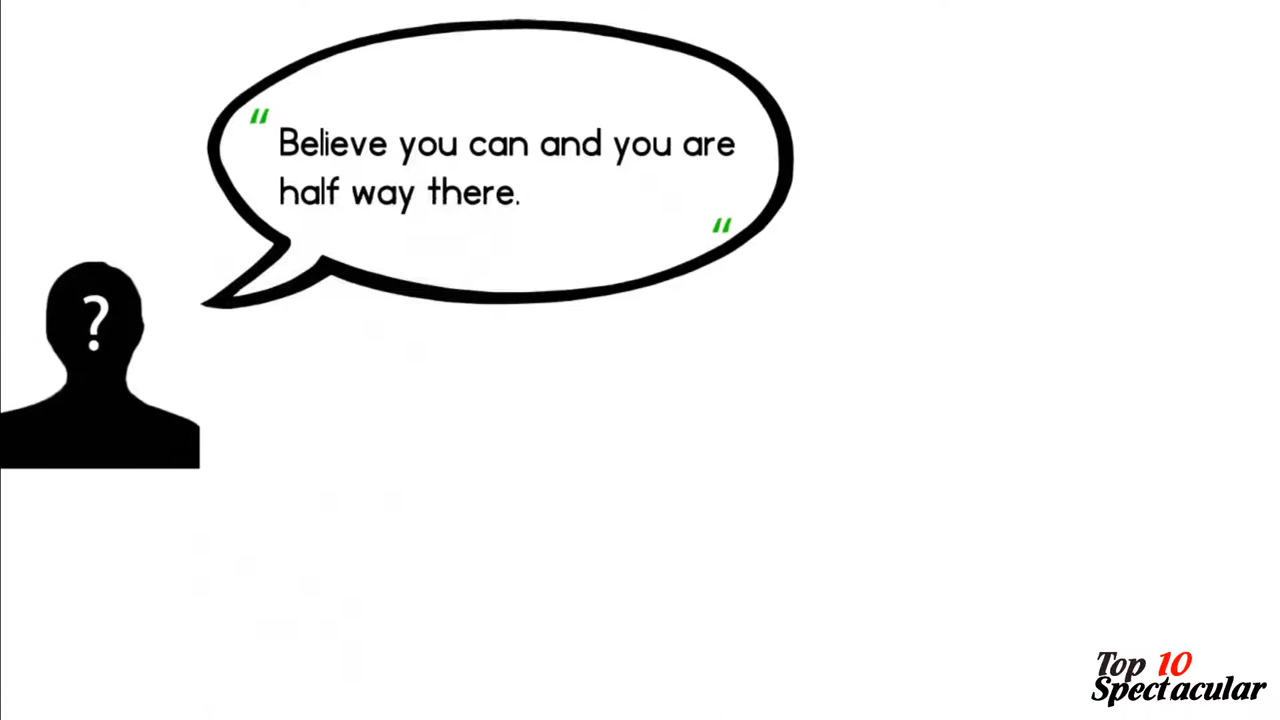 “
Believe you can and you are
half way there.
“
?
Top 10
Spectacular